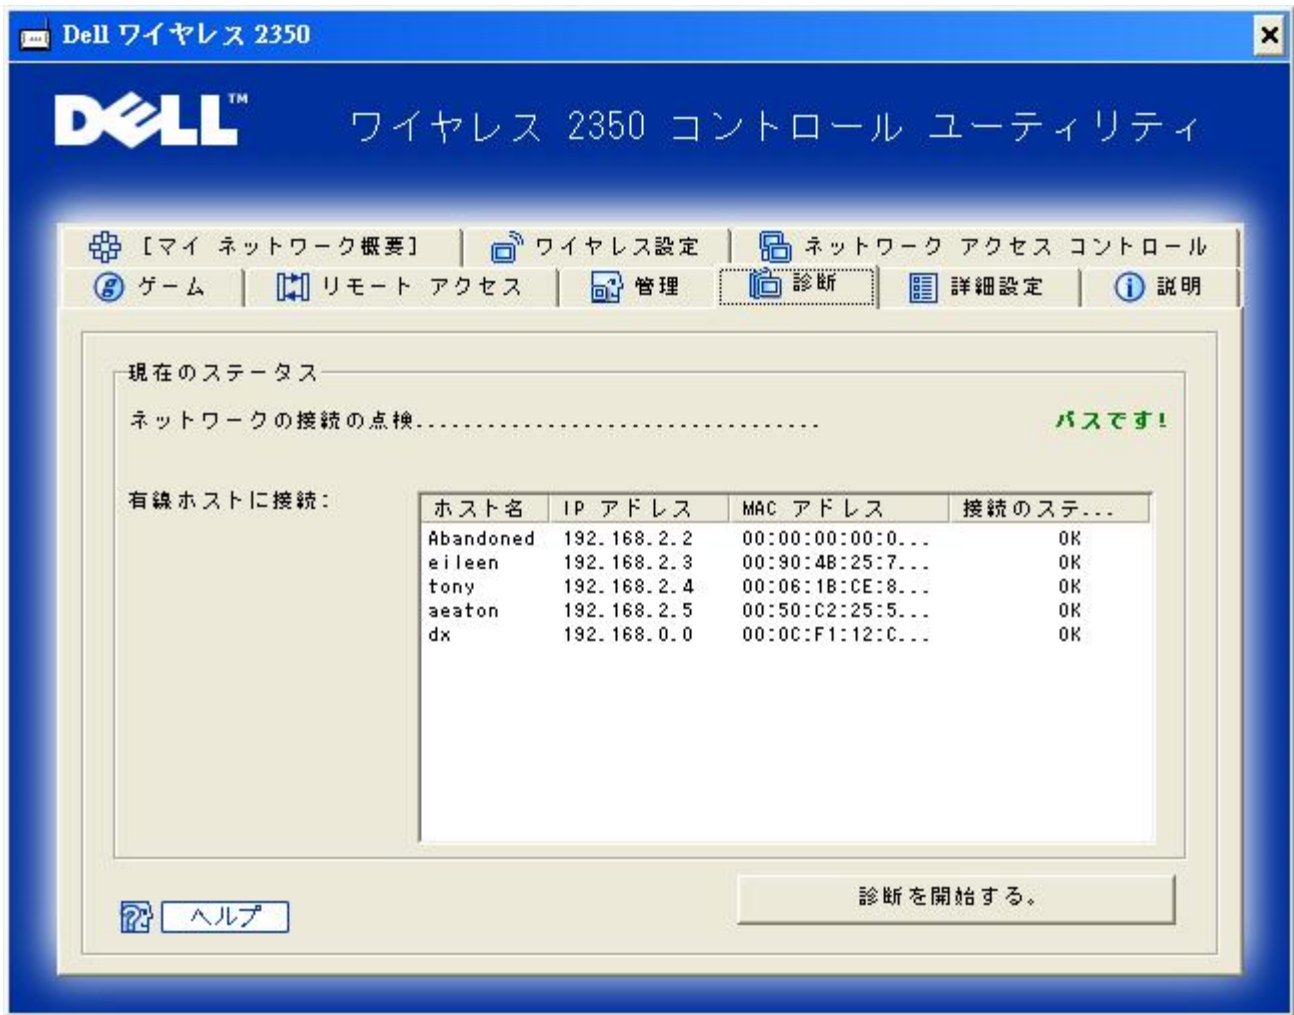 Dell ワイヤレス 2350
DELL™ ワイヤレス 2350 コントロール ユーティリティ
[マイ ネットワーク概要] ワイヤレス設定 ネットワーク アクセス コントロール
ゲーム リモート アクセス 管理 診断 詳細設定 説明
現在のステータス
ネットワークの接続の点検.................................. パスです!
有線ホストに接続:
ホスト名 IP アドレス MAC アドレス 接続のステ...
Abandoned 192.168.2.2 00:00:00:00:0... OK
eileen 192.168.2.3 00:90:4B:25:7... OK
tony 192.168.2.4 00:06:1B:CE:8... OK
aeaton 192.168.2.5 00:50:C2:25:5... OK
dx 192.168.0.0 00:0C:F1:12:C... OK
ヘルプ 診断を開始する。